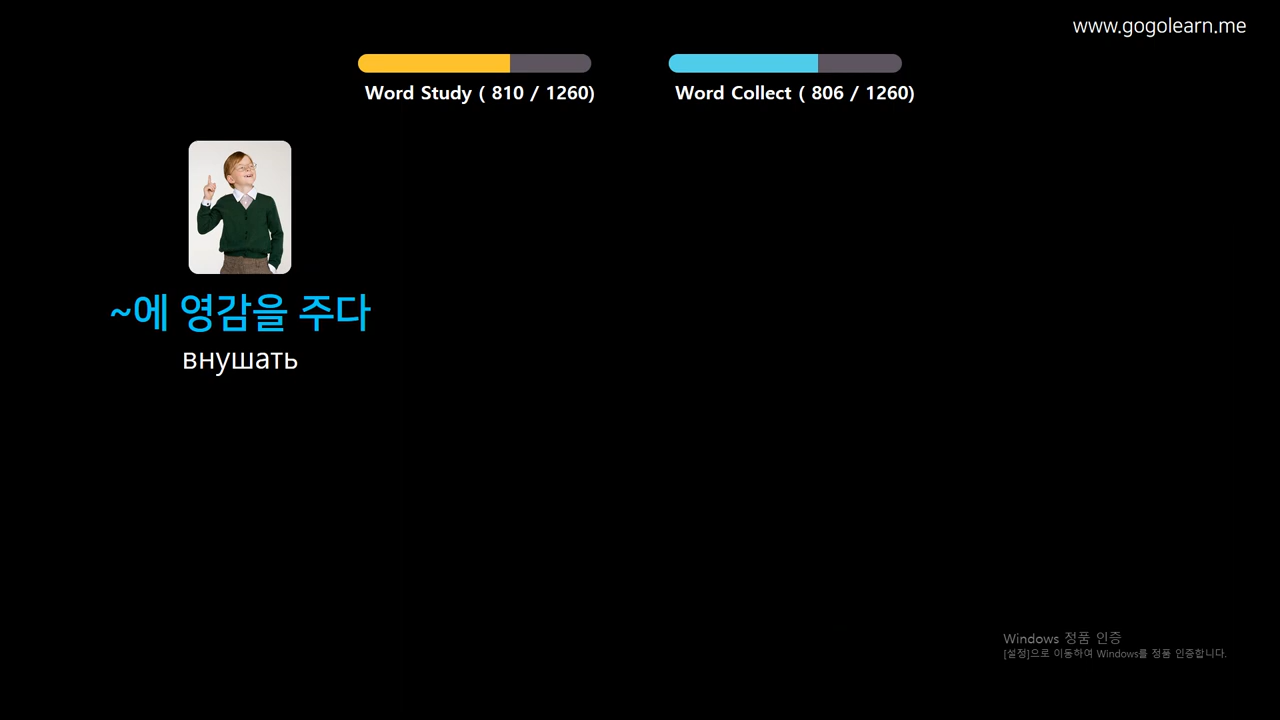 www.gogolearn.me
Word Study ( 810 / 1260)
Word Collect ( 806 / 1260)
~에 영감을 주다
внушать
Windows 정품 인증
[설정]으로 이동하여 Windows를 정품 인증합니다.